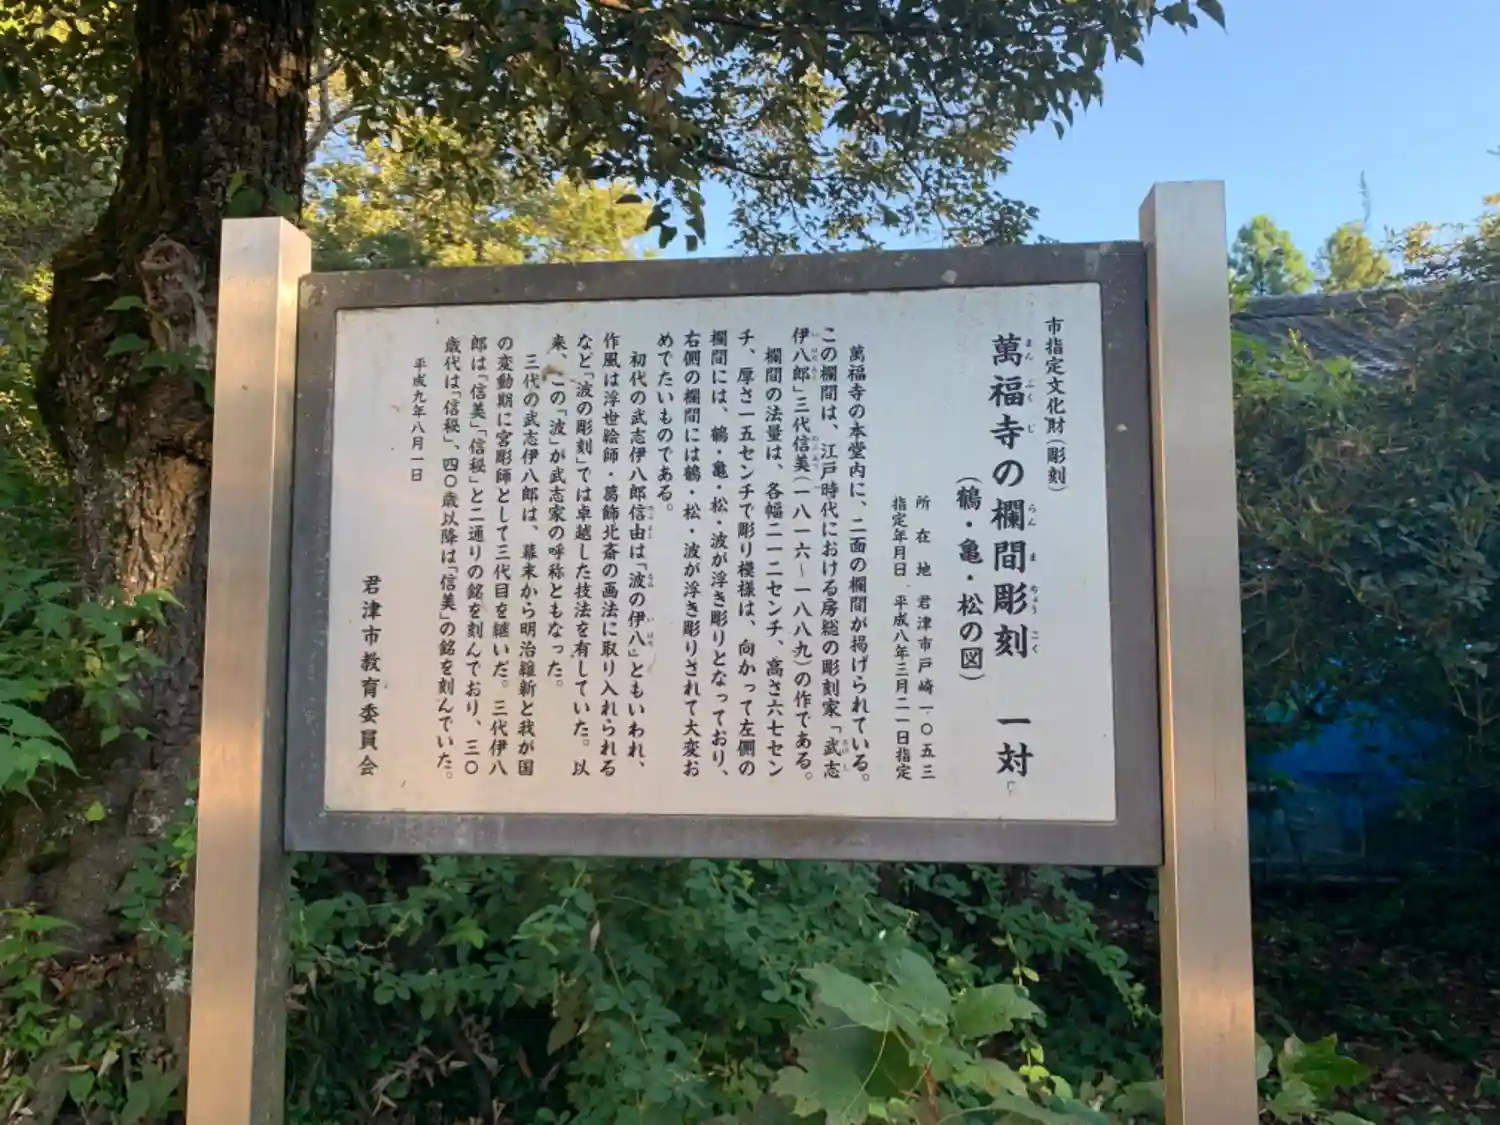 市指定文化財（彫刻）
萬福寺の欄間彫刻　一対
まんふくじ らんまちょうこく
（鶴・亀・松の図）
所在地　君津市戸崎一〇五三
指定年月日　平成八年三月二一日指定
萬福寺の本堂内に、二面の欄間が掲げられている。
この欄間は、江戸時代における房総の彫刻家「武志
伊八郎」三代信美（一八一六～一八八九）の作である。
欄間の法量は、各幅二一二センチ、高さ六七セン
チ、厚さ一五センチで彫り模様は、向かって左側の
欄間には、鶴・亀・松・波が浮き彫りとなっており、
右側の欄間には鶴・松・波が浮き彫りされて大変お
めでたいものである。
初代の武志伊八郎信由は「波の伊八」ともいわれ、
作風は浮世絵師・葛飾北斎の画法に取り入れられる
など「波の彫刻」では卓越した技法を有していた。以
来、この「波」が武志家の呼称ともなった。
三代の武志伊八郎は、幕末から明治維新と我が国
の変動期に宮彫師として三代目を継いだ。三代伊八
郎は「信美」「信秘」と二通りの銘を刻んでおり、三〇
歳代は「信秘」、四〇歳以降は「信美」の銘を刻んでいた。
平成九年八月一日
君津市教育委員会